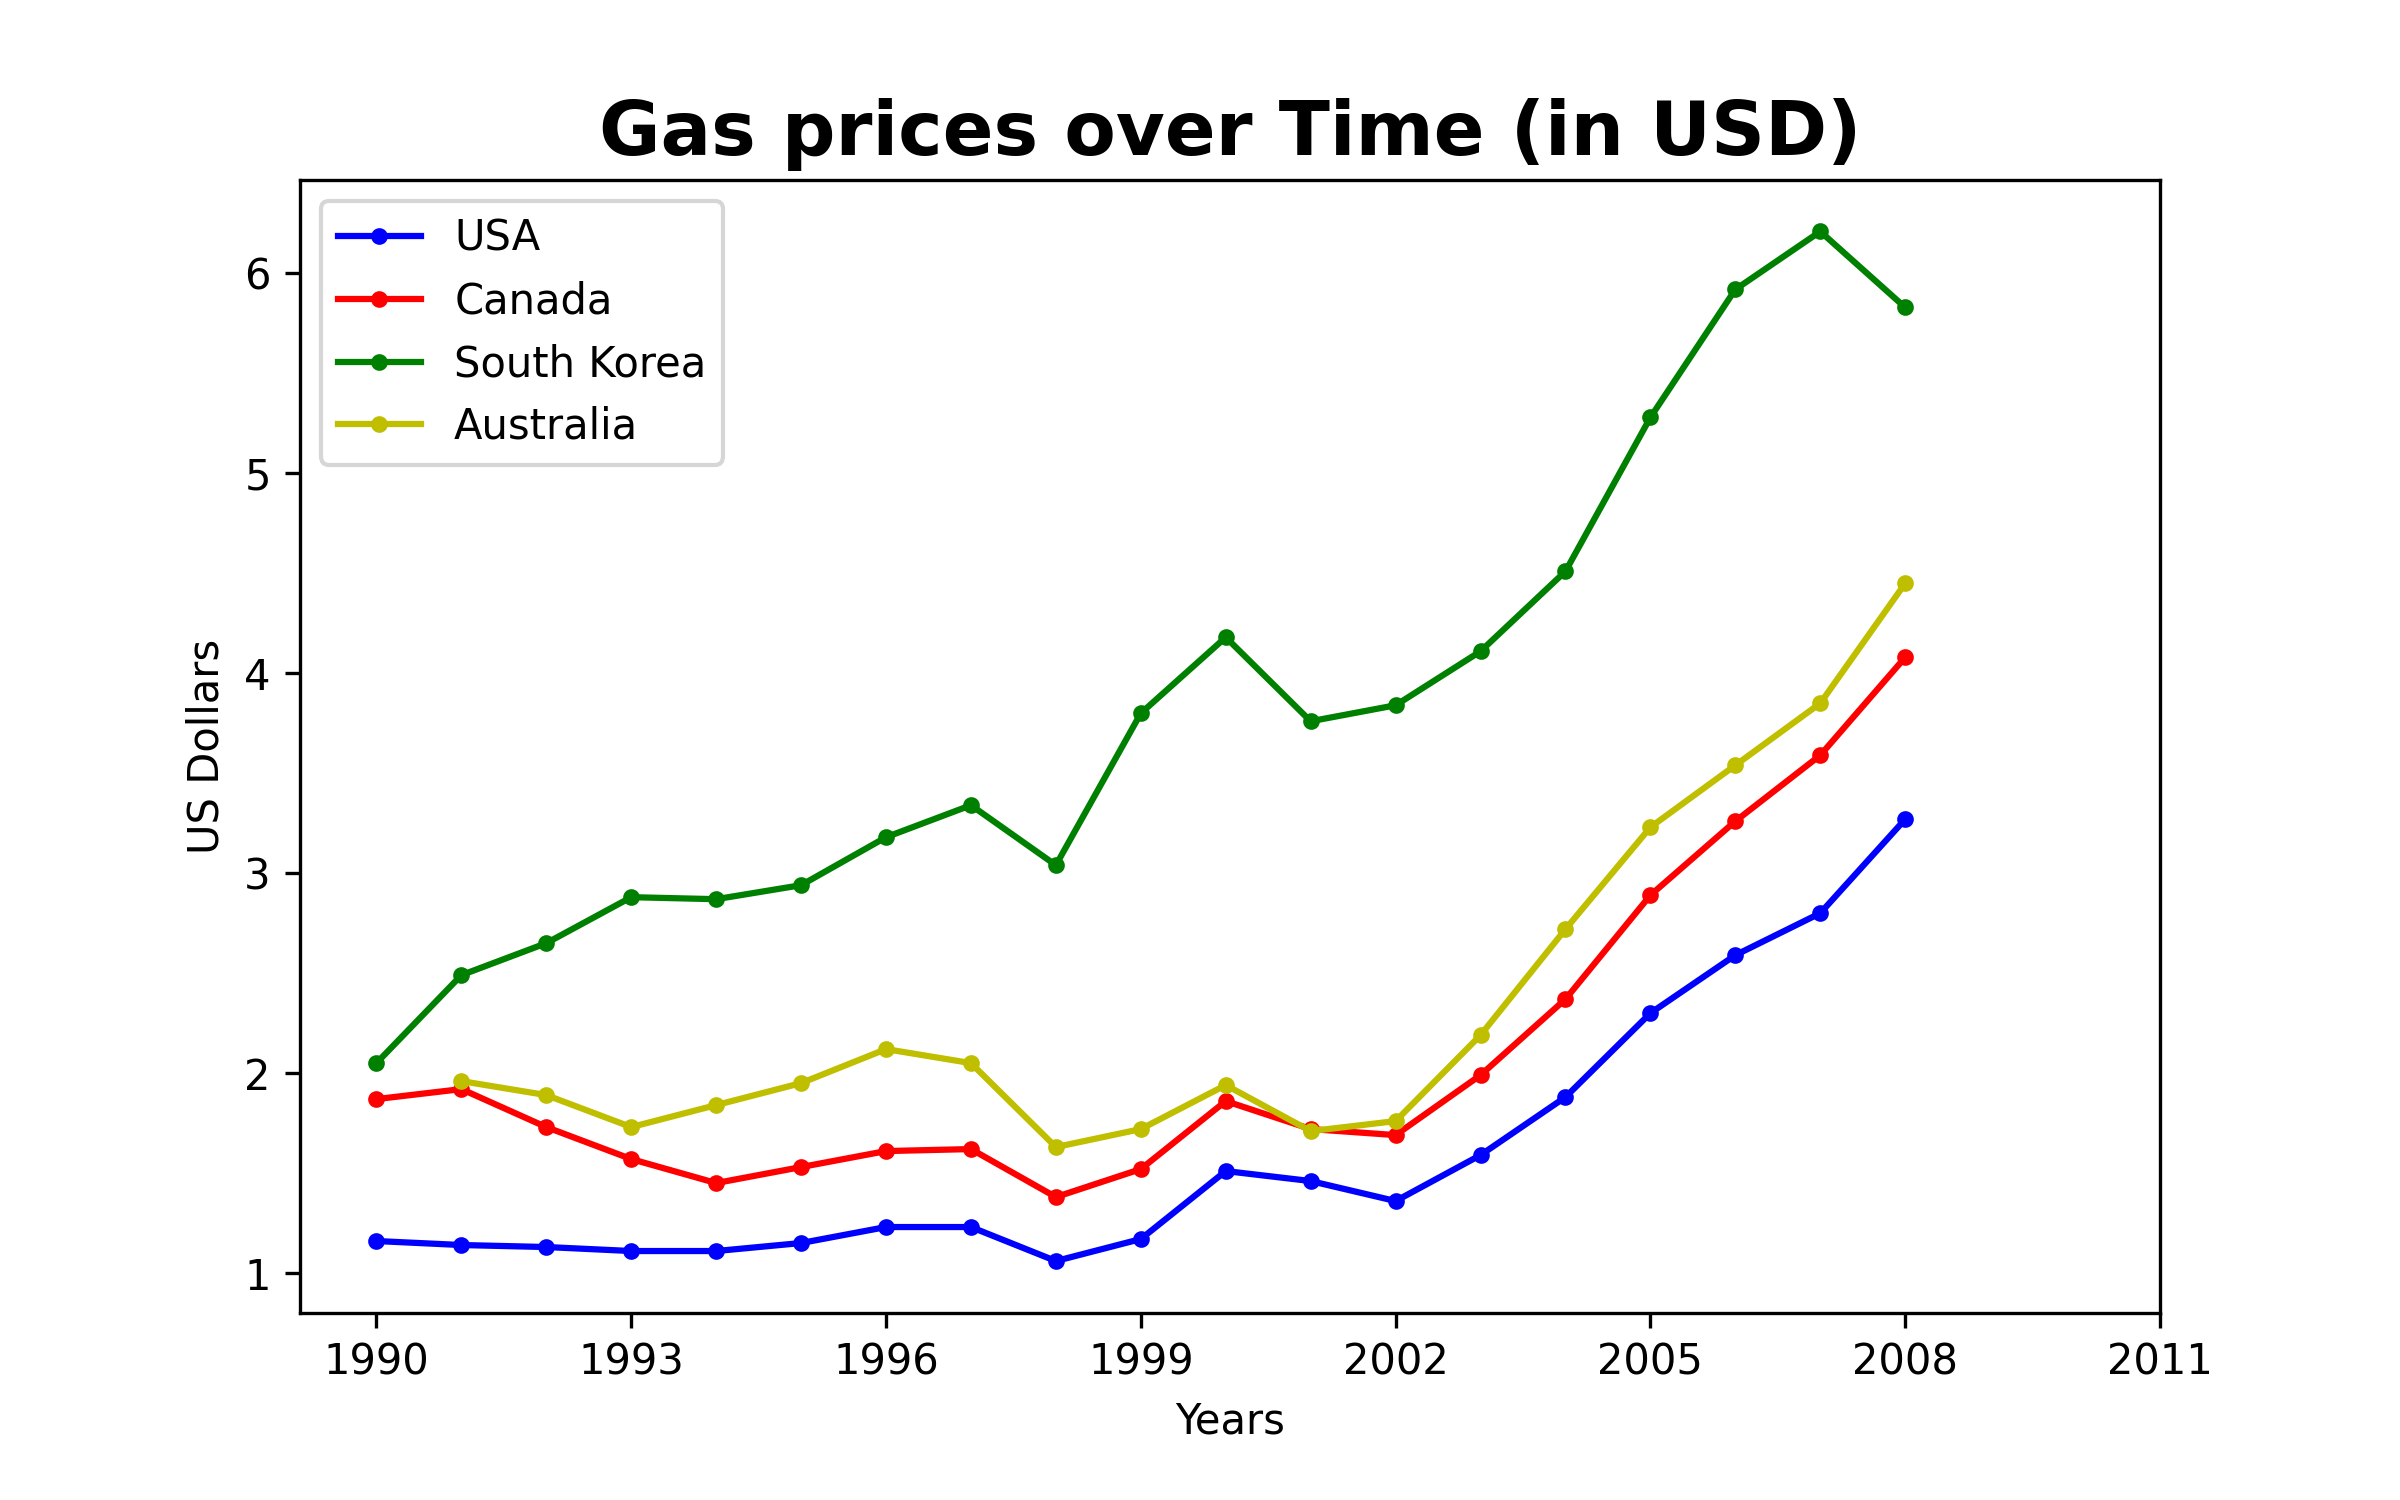 Gas prices over Time (in USD)
USA
Canada
South Korea
Australia
6
5
4
3
2
1
US Dollars
1990 1993 1996 1999 2002 2005 2008 2011
Years